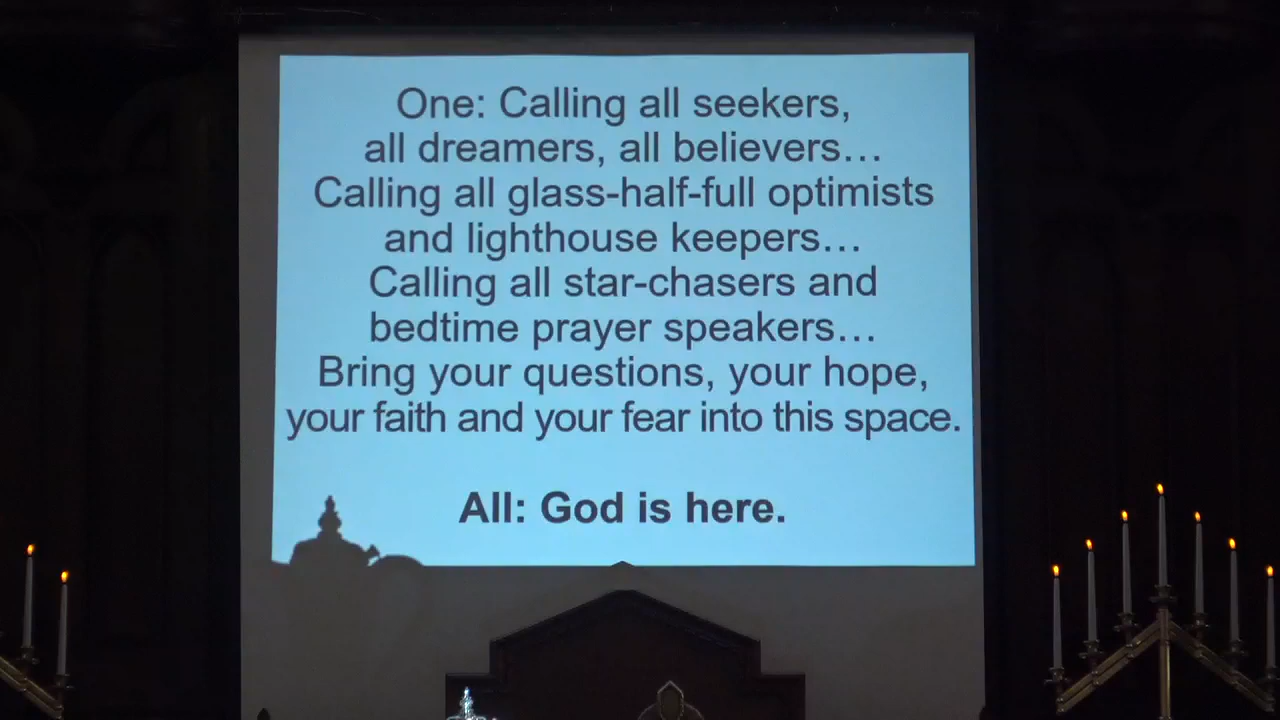 One: Calling all seekers,
all dreamers, all believers…
Calling all glass-half-full optimists
and lighthouse keepers…
Calling all star-chasers and
bedtime prayer speakers…
Bring your questions, your hope,
your faith and your fear into this space.
All: God is here.